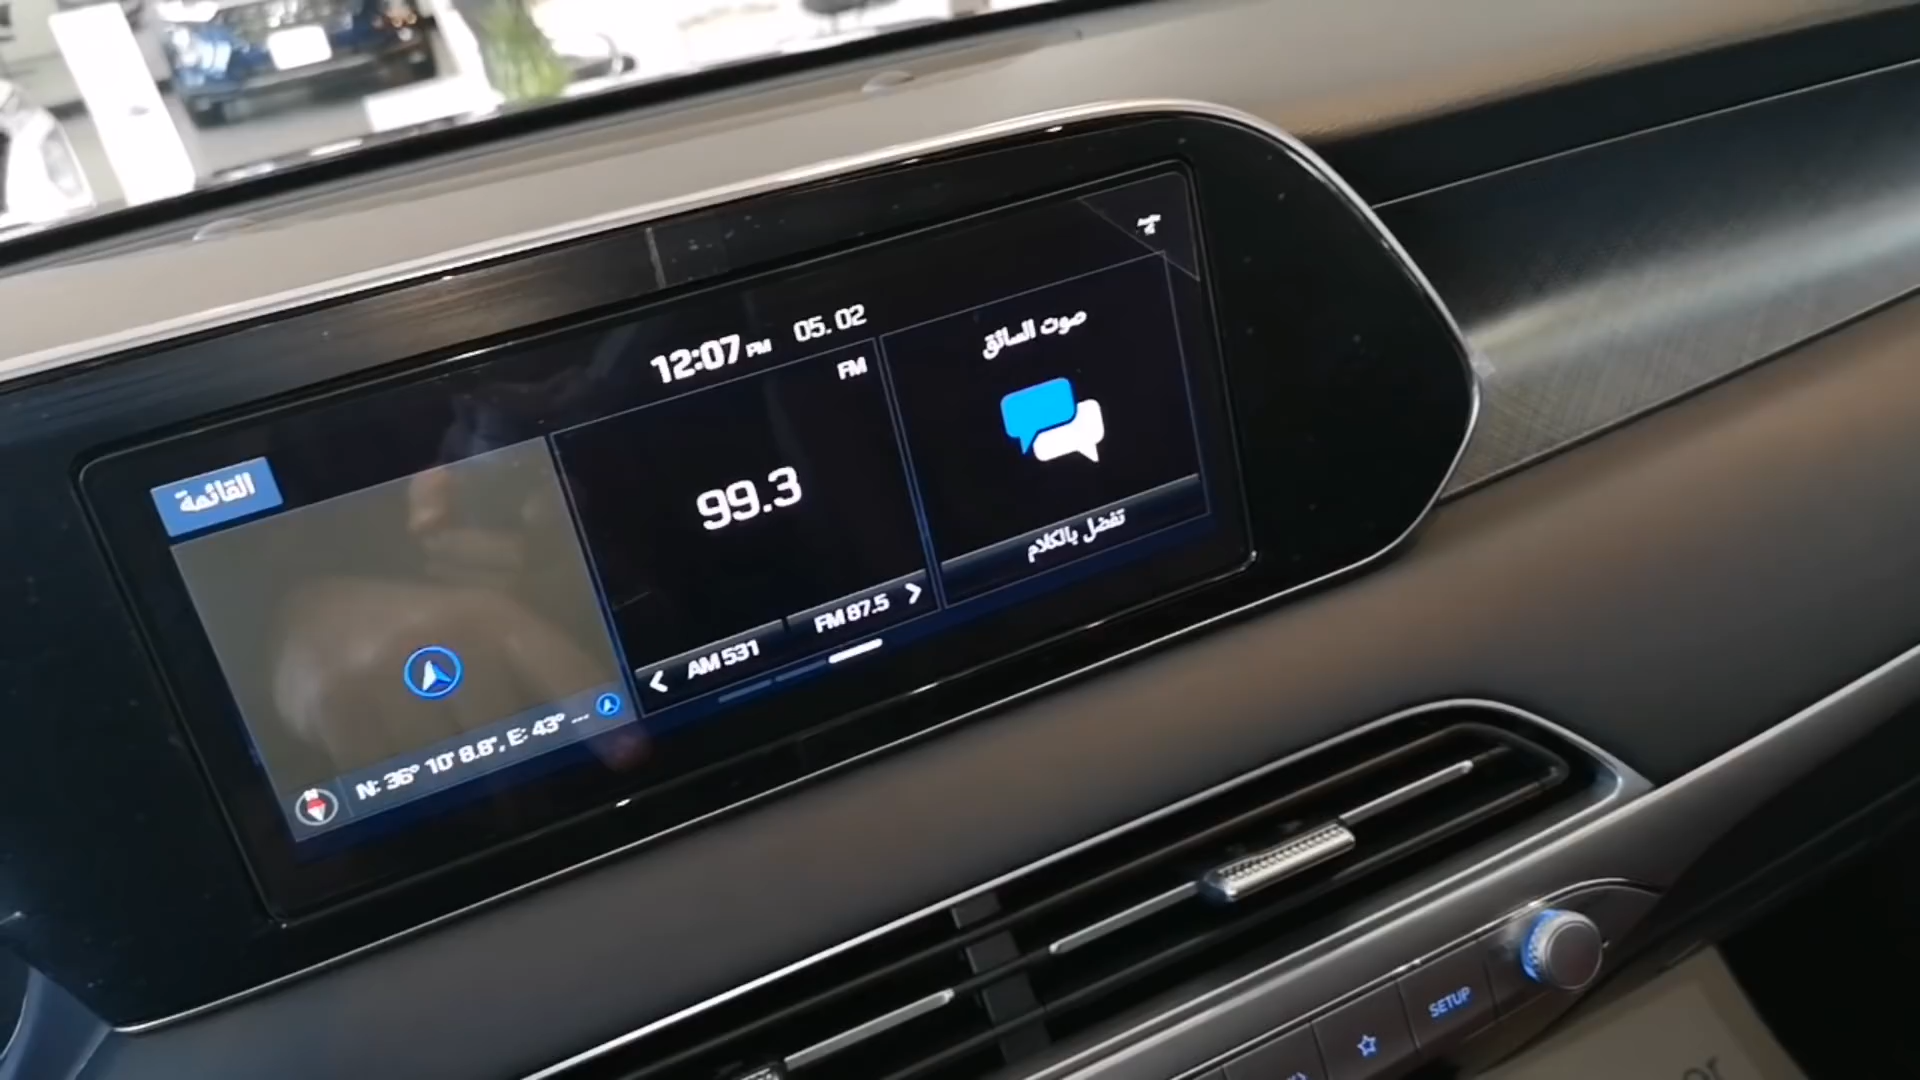 12:07 PM 05. 02
القائمة
N: 36° 10' 8.8", E: 43° ...
FM
99.3
AM 531
FM 87.5
صوت السائق
تفضل بالكلام
SETUP